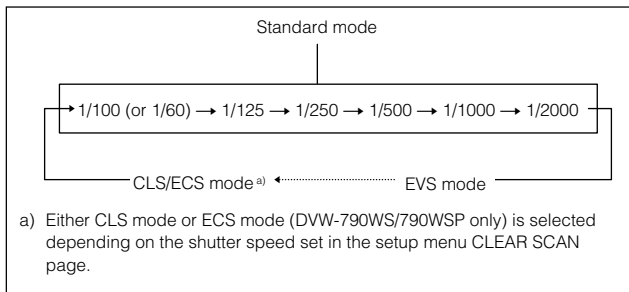 Standard mode
1/100 (or 1/60) → 1/125 → 1/250 → 1/500 → 1/1000 → 1/2000
CLS/ECS mode a) EVS mode
a) Either CLS mode or ECS mode (DVW-790WS/790WSP only) is selected
depending on the shutter speed set in the setup menu CLEAR SCAN
page.